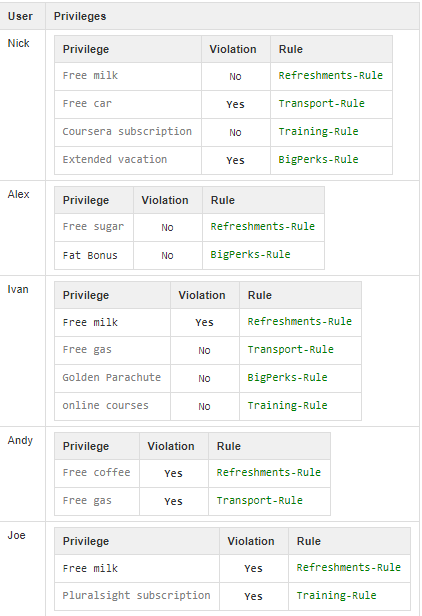 User Privileges
Nick
Privilege Violation Rule
Free milk No Refreshments-Rule
Free car Yes Transport-Rule
Coursera subscription No Training-Rule
Extended vacation Yes BigPerks-Rule
Alex
Privilege Violation Rule
Free sugar No Refreshments-Rule
Fat Bonus No BigPerks-Rule
Ivan
Privilege Violation Rule
Free milk Yes Refreshments-Rule
Free gas No Transport-Rule
Golden Parachute No BigPerks-Rule
online courses No Training-Rule
Andy
Privilege Violation Rule
Free coffee Yes Refreshments-Rule
Free gas Yes Transport-Rule
Joe
Privilege Violation Rule
Free milk Yes Refreshments-Rule
Pluralsight subscription Yes Training-Rule